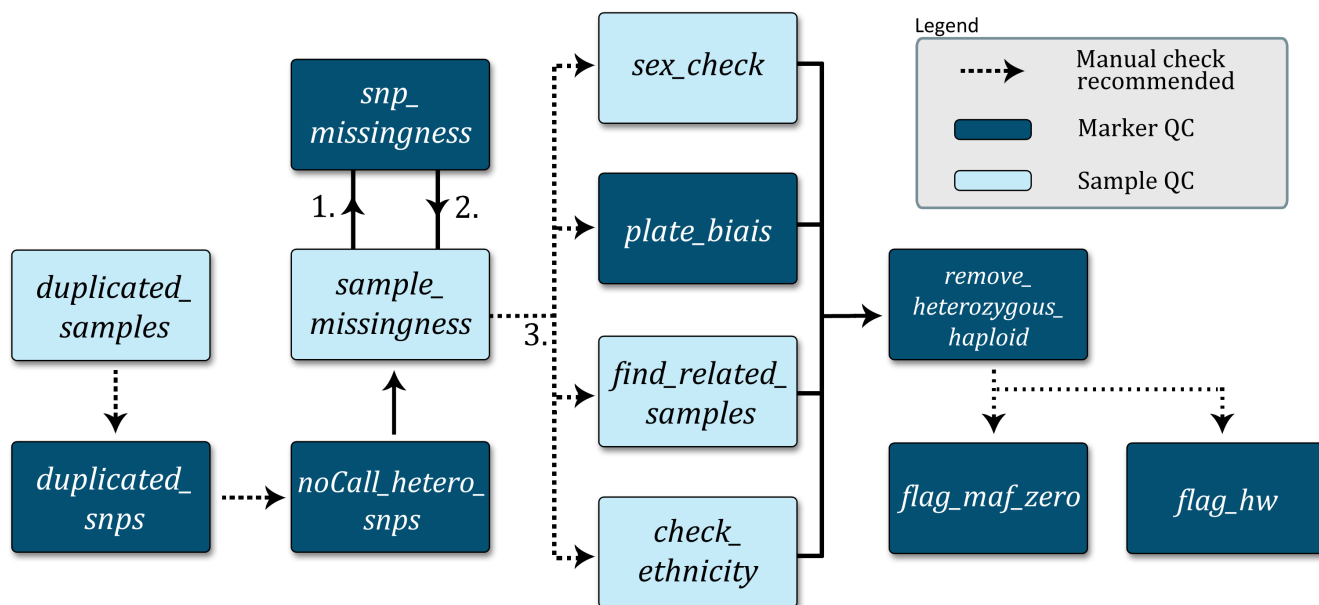 duplicated_
samples
duplicated_
snps
snp_
missingness
1.
2.
sample_
missingness
3.
noCall_hetero_
snps
sex_check
plate_biais
find_related_
samples
check_
ethnicity
Legend
Manual check
recommended
Marker QC
Sample QC
remove_
heterozygous_
haploid
flag_maf_zero
flag_hw